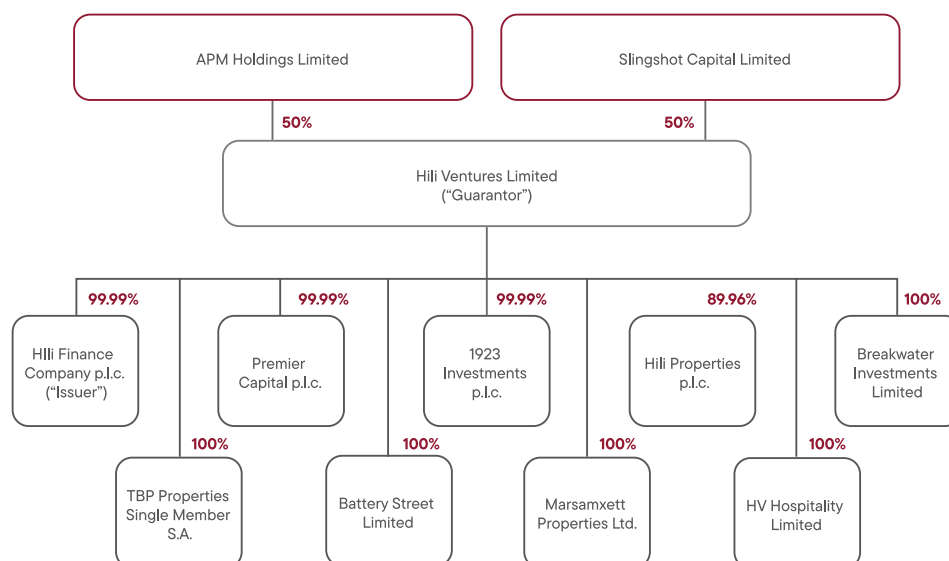 APM Holdings Limited
Slingshot Capital Limited
50%
50%
Hili Ventures Limited
(“Guarantor”)
99.99%
99.99%
99.99%
89.96%
100%
HIli Finance
Company p.l.c.
(“Issuer”)
Premier
Capital p.l.c.
1923
Investments
p.l.c.
Hili Properties
p.l.c.
Breakwater
Investments
Limited
100%
100%
100%
100%
TBP Properties
Single Member
S.A.
Battery Street
Limited
Marsamxett
Properties Ltd.
HV Hospitality
Limited